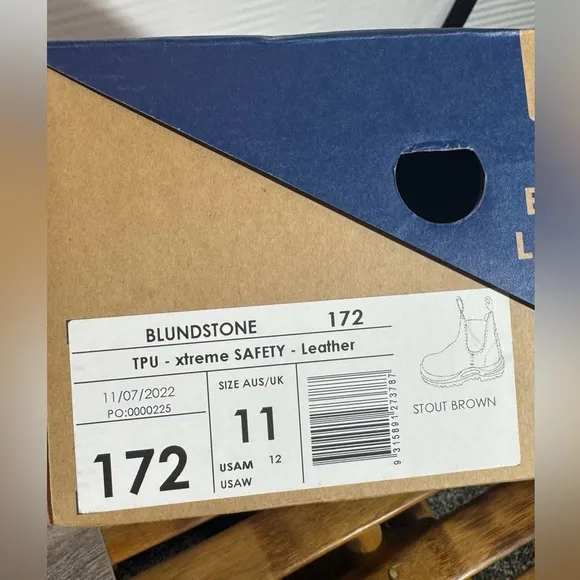 BLUNDSTONE 172
TPU - xtreme SAFETY - Leather
11/07/2022
PO:0000225
172
SIZE AUS/UK
11
USAM 12
USAW
9 315891 273787
STOUT BROWN